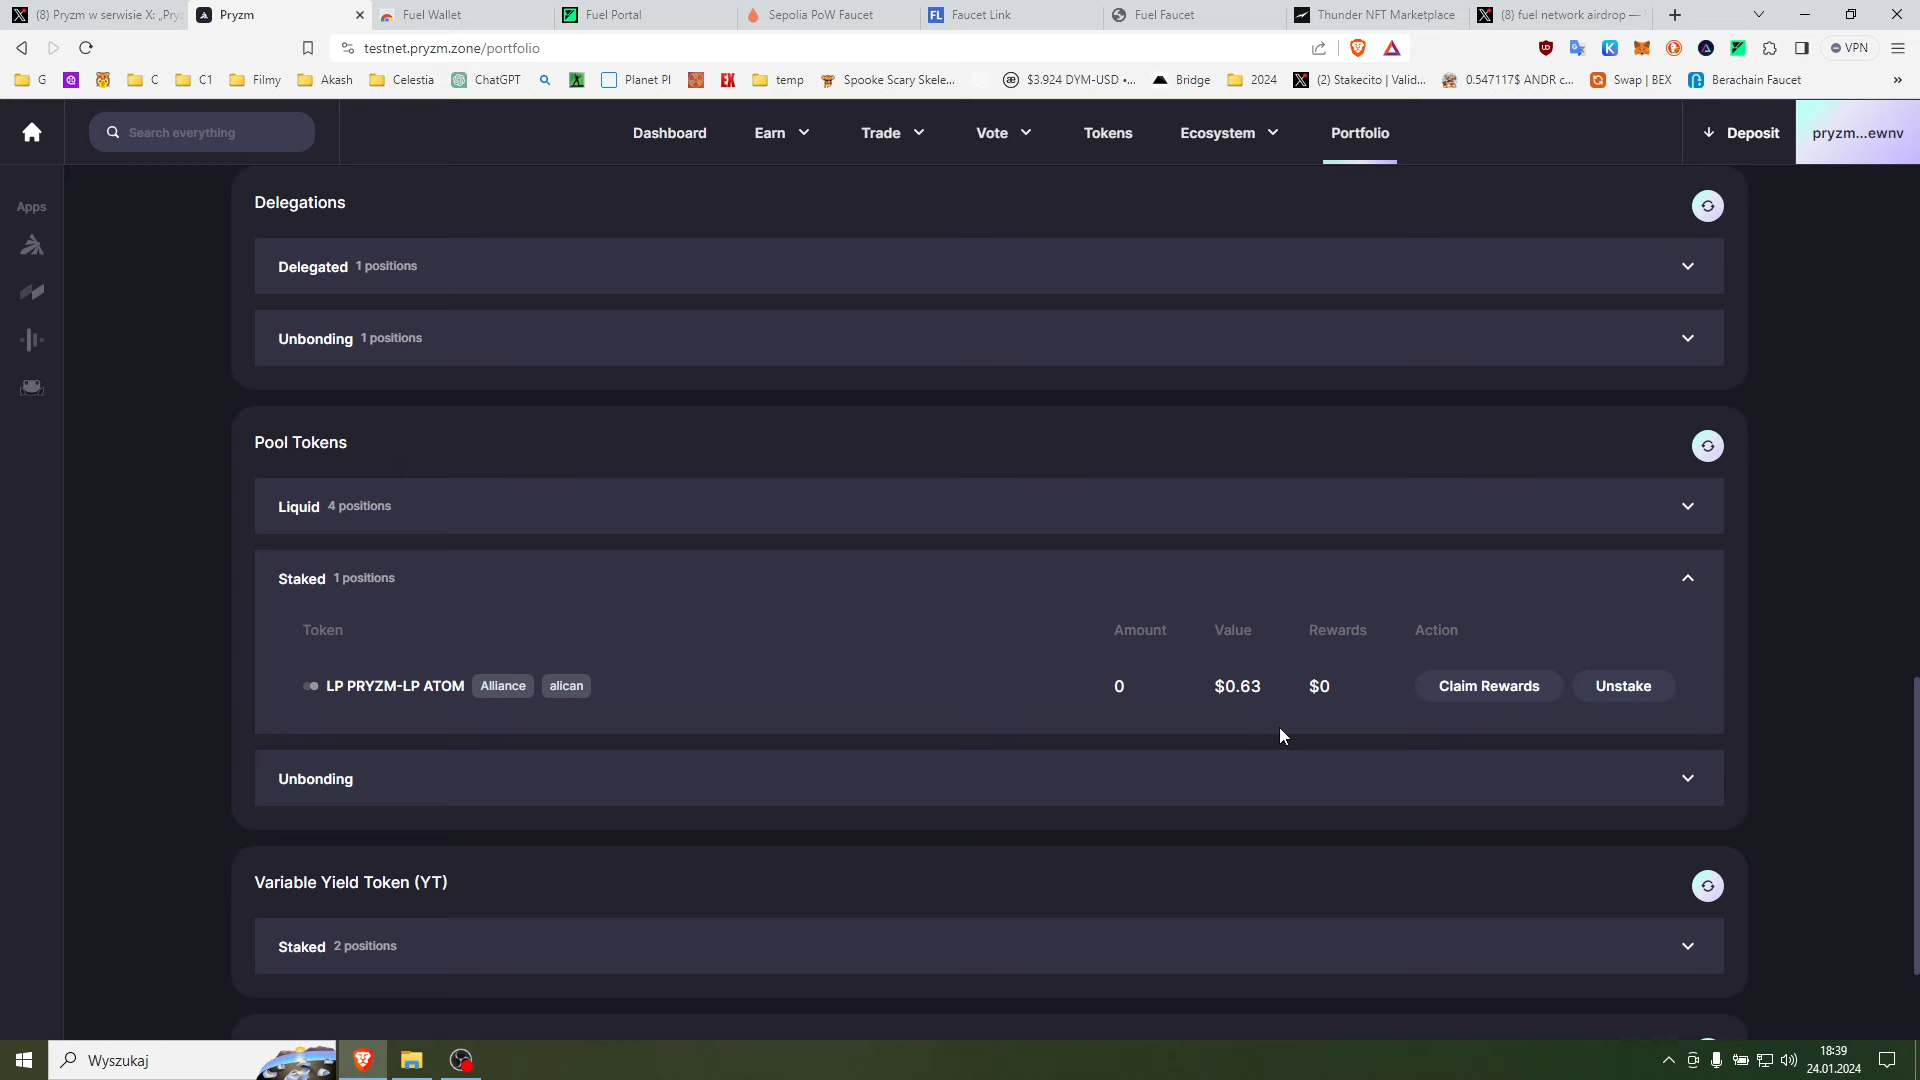 (8) Pryzm w serwisie X: „Pryz
Pryzm
Fuel Wallet
Fuel Portal
Sepolia PoW Faucet
FL Faucet Link
Fuel Faucet
Thunder NFT Marketplace
(8) fuel network airdrop —
testnet.pryzm.zone/portfolio
VPN
G
C
C1
Filmy
Akash
Celestia
ChatGPT
Planet PI
EX
temp
Spooke Scary Skele...
$3.924 DYM-USD •...
Bridge
2024
(2) Stakecito | Valid...
0.547117$ ANDR c...
Swap | BEX
Berachain Faucet
»
Search everything
Dashboard
Earn
Trade
Vote
Tokens
Ecosystem
Portfolio
Deposit
pryzm...ewnv
Apps
Delegations
Delegated 1 positions
Unbonding 1 positions
Pool Tokens
Liquid 4 positions
Staked 1 positions
Token Amount Value Rewards Action
LP PRYZM-LP ATOM Alliance alican 0 $0.63 $0 Claim Rewards Unstake
Unbonding
Variable Yield Token (YT)
Staked 2 positions
Wyszukaj
18:39
24.01.2024